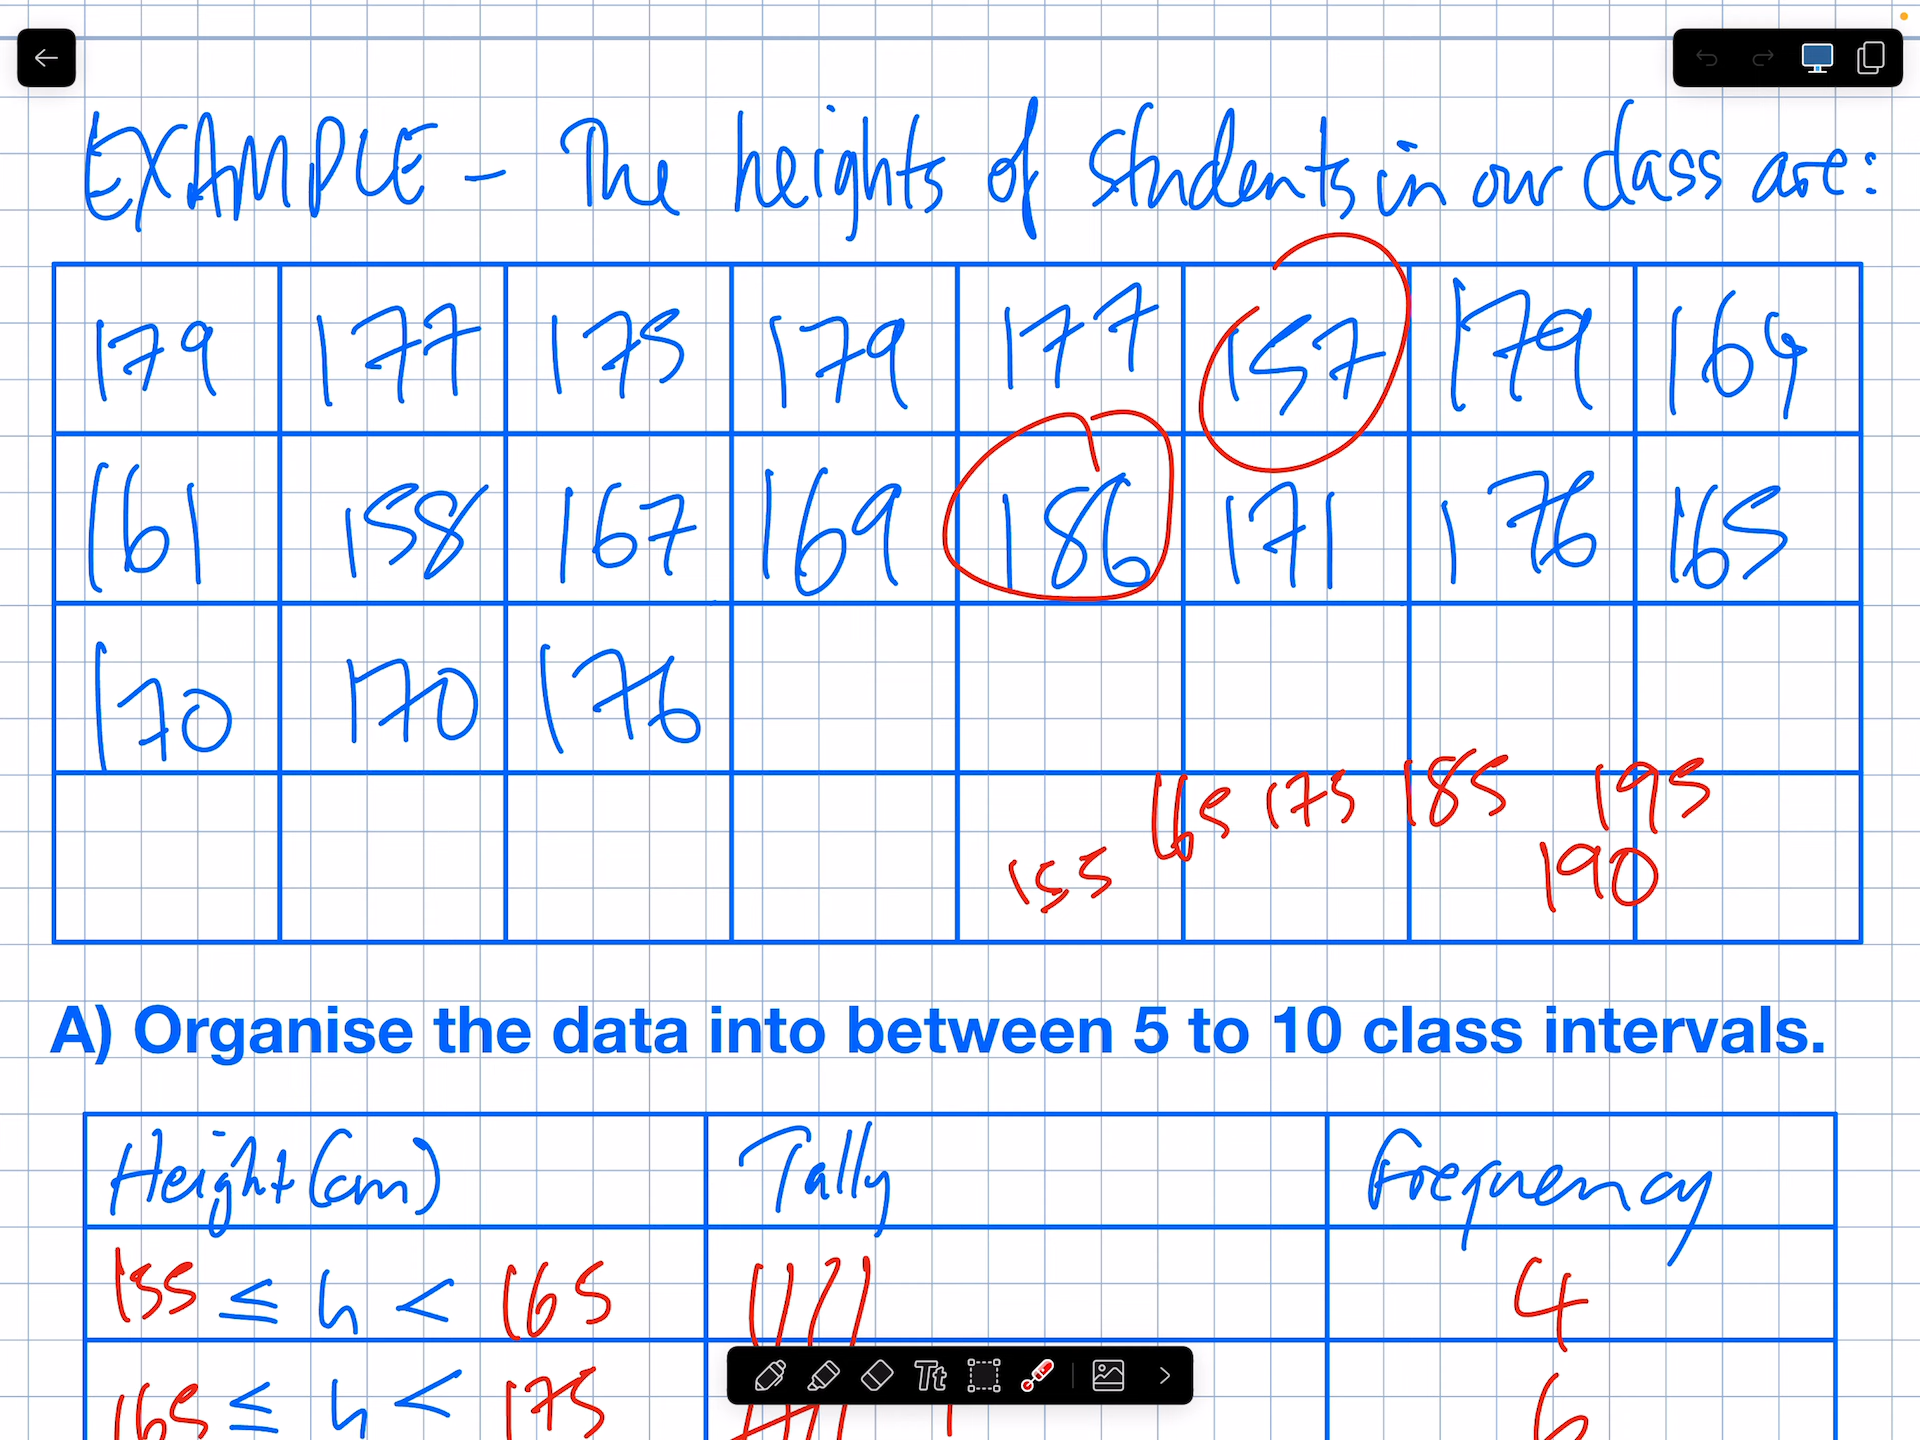 EXAMPLE - The heights of students in our class are:
179 177 175 179 177 157 179 164
161 158 167 169 186 171 176 165
170 170 176
165 175 185 195
155 190
A) Organise the data into between 5 to 10 class intervals.
Height (cm) Tally Frequency
155 ≤ h < 165 4
165 ≤ h < 175 6
Tt